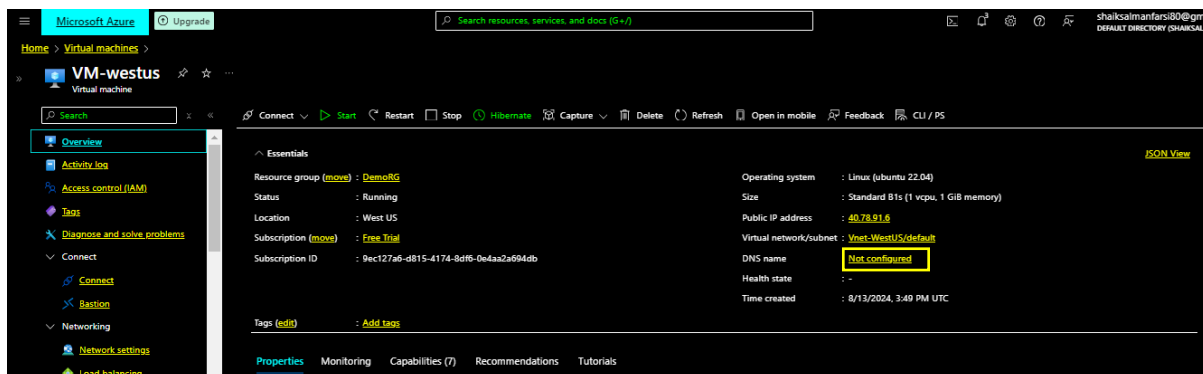 Microsoft Azure Upgrade Search resources, services, and docs (G+/) 3 shaiksalmanfarsi80@gm
DEFAULT DIRECTORY (SHAIKSAL
Home > Virtual machines >
VM-westus
Virtual machine
Search
Connect Start Restart Stop Hibernate Capture Delete Refresh Open in mobile Feedback CLI / PS
Overview
Activity log
Access control (IAM)
Tags
Diagnose and solve problems
Connect
Connect
Bastion
Networking
Network settings
Load balancing
Essentials JSON View
Resource group (move) : DemoRG
Status : Running
Location : West US
Subscription (move) : Free Trial
Subscription ID : 9ec127a6-d815-4174-8df6-0e4aa2a694db
Operating system : Linux (ubuntu 22.04)
Size : Standard B1s (1 vcpu, 1 GiB memory)
Public IP address : 40.78.91.6
Virtual network/subnet : Vnet-WestUS/default
DNS name : Not configured
Health state : -
Time created : 8/13/2024, 3:49 PM UTC
Tags (edit) : Add tags
Properties Monitoring Capabilities (7) Recommendations Tutorials